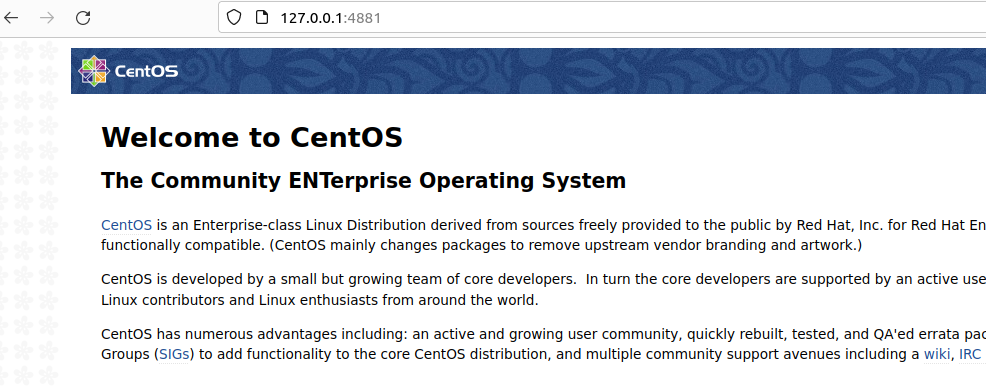 127.0.0.1:4881
CentOS
Welcome to CentOS
The Community ENTerprise Operating System
CentOS is an Enterprise-class Linux Distribution derived from sources freely provided to the public by Red Hat, Inc. for Red Hat En
functionally compatible. (CentOS mainly changes packages to remove upstream vendor branding and artwork.)
CentOS is developed by a small but growing team of core developers.  In turn the core developers are supported by an active use
Linux contributors and Linux enthusiasts from around the world.
CentOS has numerous advantages including: an active and growing user community, quickly rebuilt, tested, and QA'ed errata pac
Groups (SIGs) to add functionality to the core CentOS distribution, and multiple community support avenues including a wiki, IRC